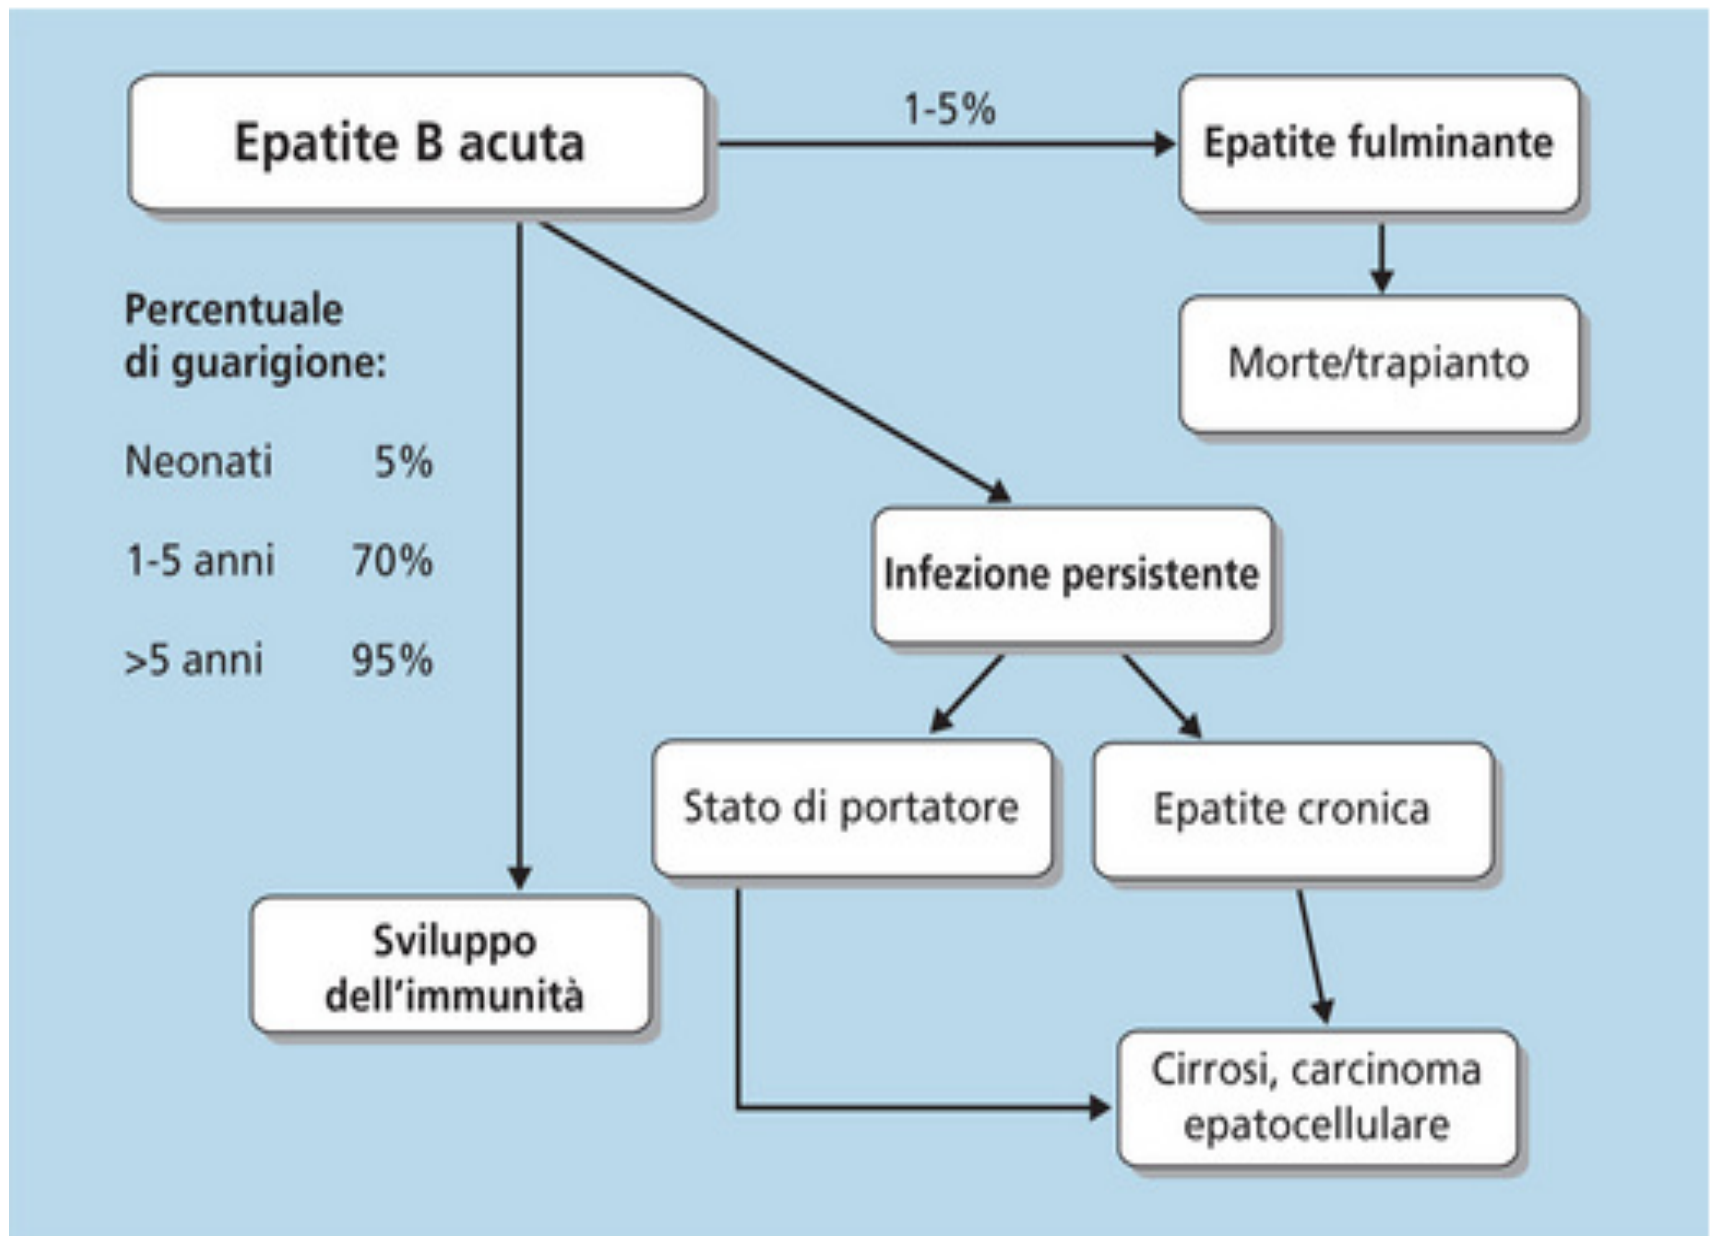 Epatite B acuta
1-5%
Epatite fulminante
Morte/trapianto
Percentuale
di guarigione:
Neonati 5%
1-5 anni 70%
>5 anni 95%
Infezione persistente
Stato di portatore
Epatite cronica
Sviluppo
dell'immunità
Cirrosi, carcinoma
epatocellulare